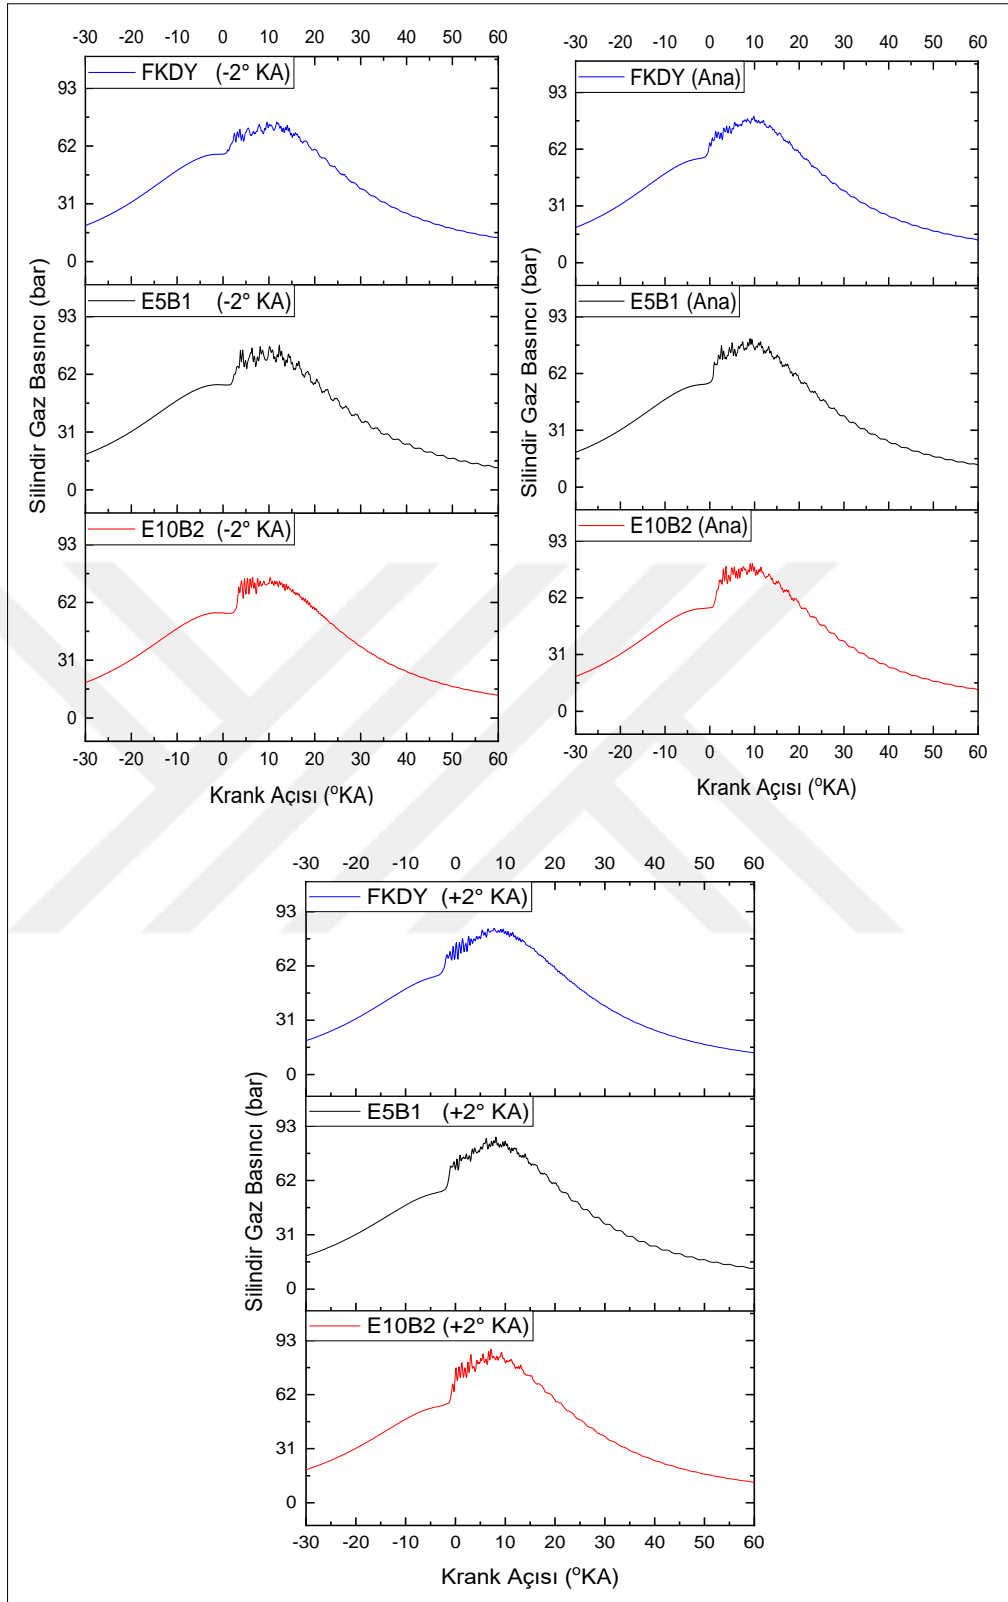 -30 -20 -10 0 10 20 30 40 50 60
FKDY (-2° KA)
93
62
31
0
E5B1 (-2° KA)
93
62
31
0
E10B2 (-2° KA)
93
62
31
0
-30 -20 -10 0 10 20 30 40 50 60
Silindir Gaz Basıncı (bar)
Krank Açısı (°KA)
-30 -20 -10 0 10 20 30 40 50 60
FKDY (Ana)
93
62
31
0
E5B1 (Ana)
93
62
31
0
E10B2 (Ana)
93
62
31
0
-30 -20 -10 0 10 20 30 40 50 60
Silindir Gaz Basıncı (bar)
Krank Açısı (°KA)
-30 -20 -10 0 10 20 30 40 50 60
FKDY (+2° KA)
93
62
31
0
E5B1 (+2° KA)
93
62
31
0
E10B2 (+2° KA)
93
62
31
0
-30 -20 -10 0 10 20 30 40 50 60
Silindir Gaz Basıncı (bar)
Krank Açısı (°KA)